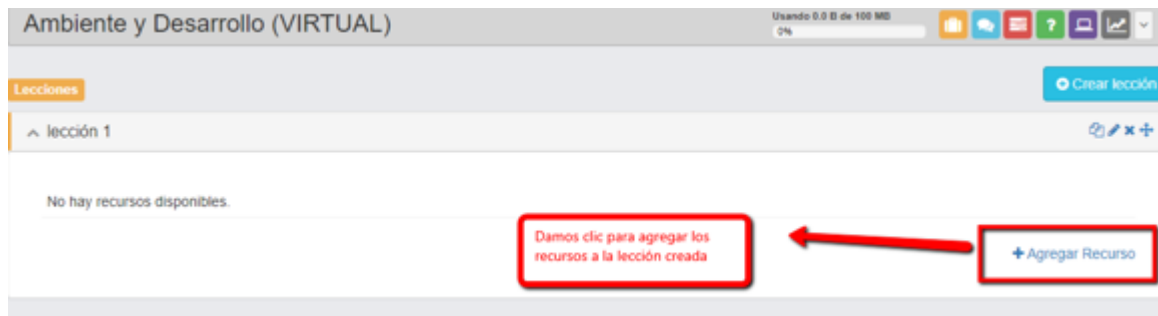 Ambiente y Desarrollo (VIRTUAL)
Usando 0.0 B de 100 MB
0%
?
Lecciones
Crear lección
lección 1
No hay recursos disponibles.
Damos clic para agregar los
recursos a la lección creada
+ Agregar Recurso